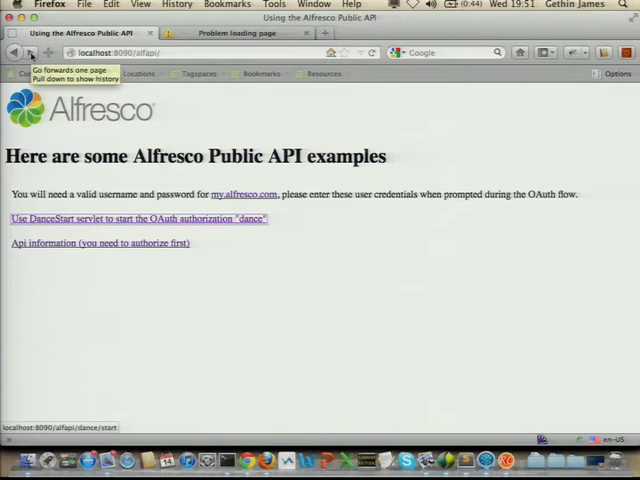 Firefox File Edit View History Bookmarks Tools Window Help (0:44) Wed 19:51 Gethin James
Using the Alfresco Public API
Using the Alfresco Public API Problem loading page
localhost:8090/alfapi/ Google
Go forwards one page
Pull down to show history
Locations Tagspaces Bookmarks Resources Options
Alfresco
Here are some Alfresco Public API examples
You will need a valid username and password for my.alfresco.com, please enter these user credentials when prompted during the OAuth flow.
Use DanceStart servlet to start the OAuth authorization "dance"
Api information (you need to authorize first)
localhost:8090/alfapi/dance/start
en-US
14